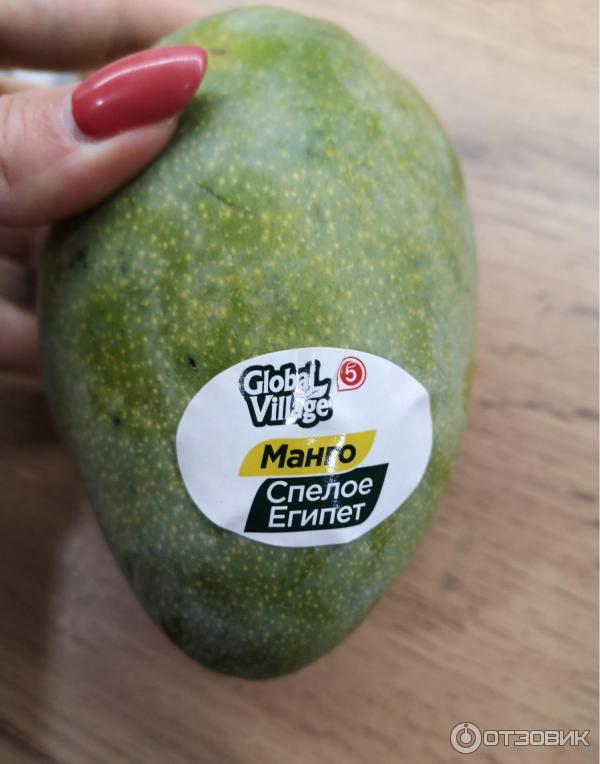 Global
Village
5
Манго
Спелое
Египет
ОТЗОВИК